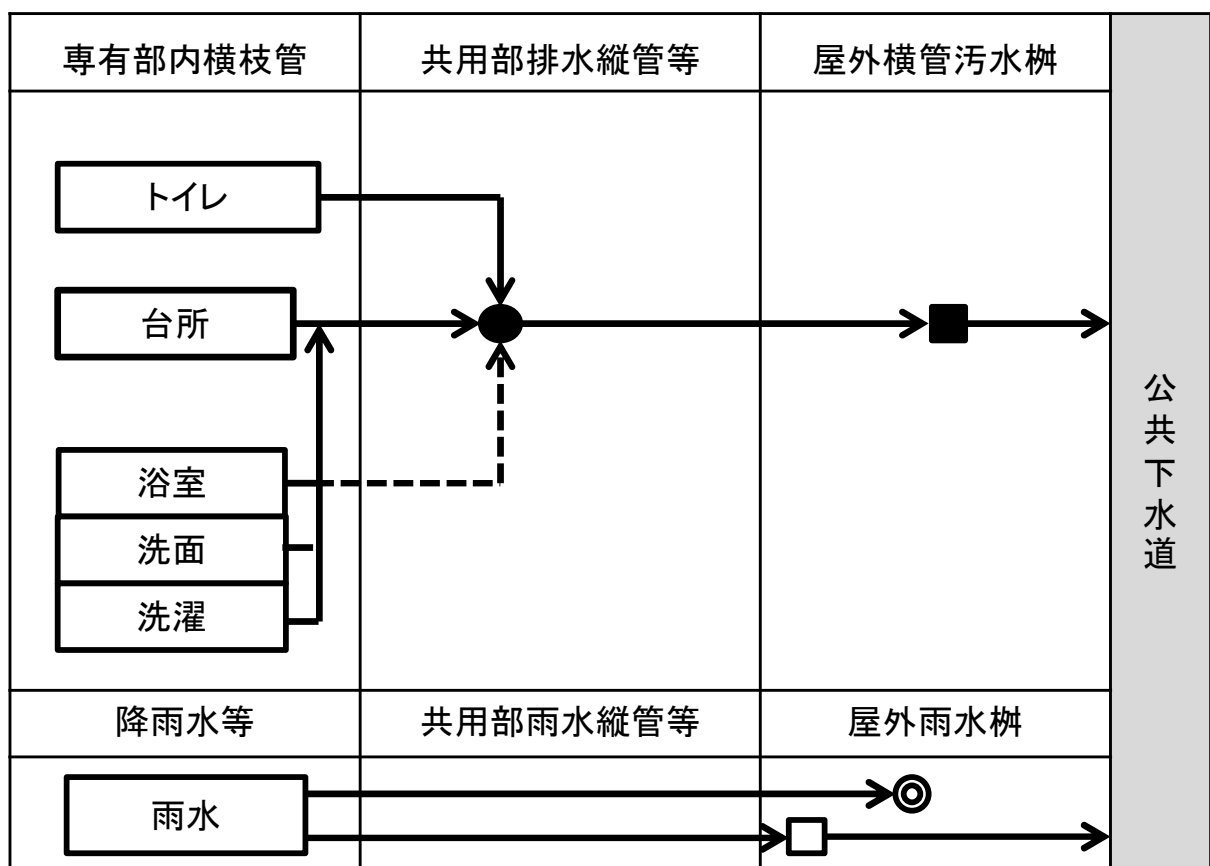 専有部内横枝管
共用部排水縦管等
屋外横管汚水桝
トイレ
台所
浴室
洗面
洗濯
公共下水道
降雨水等
共用部雨水縦管等
屋外雨水桝
雨水